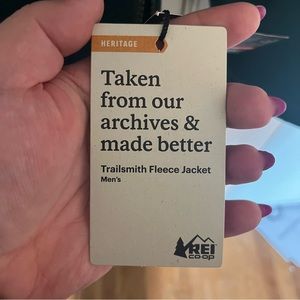 HERITAGE
Taken
from our
archives &
made better
Trailsmith Fleece Jacket
Men's
REI
co-op